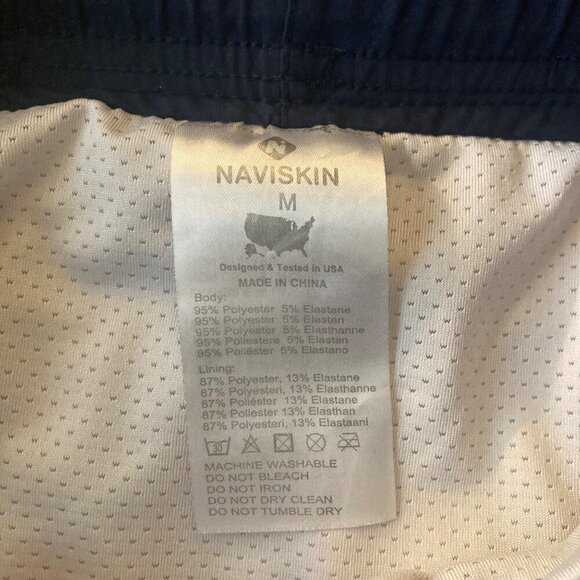 N
NAVISKIN
M
Designed & Tested in USA
MADE IN CHINA
Body:
95% Polyester 5% Elastane
95% Polyester 5% Elastan
95% Polyester 5% Elasthanne
95% Poliestere 5% Elastan
95% Poliéster 5% Elastano
Lining:
87% Polyester, 13% Elastane
87% Polyesteri, 13% Elasthanne
87% Poliéster 13% Elastane
87% Poliester 13% Elasthan
87% Polyesteri, 13% Elastaani
30
MACHINE WASHABLE
DO NOT BLEACH
DO NOT IRON
DO NOT DRY CLEAN
DO NOT TUMBLE DRY